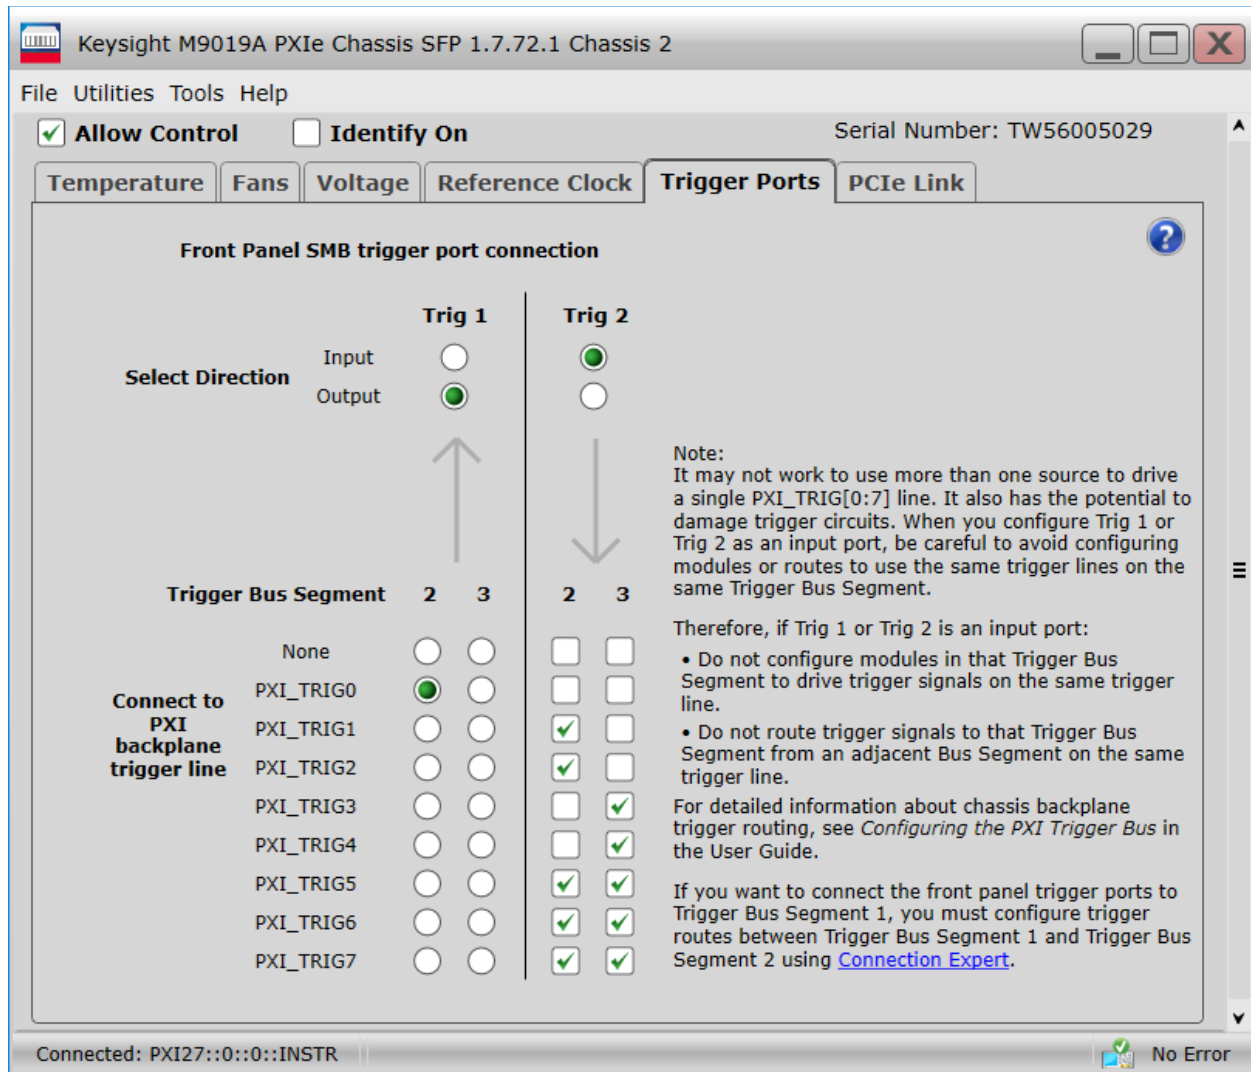 Keysight M9019A PXIe Chassis SFP 1.7.72.1 Chassis 2
File Utilities Tools Help
Allow Control Identify On Serial Number: TW56005029
Temperature Fans Voltage Reference Clock Trigger Ports PCIe Link
Front Panel SMB trigger port connection
Trig 1 Trig 2
Select Direction
Input
Output
Trigger Bus Segment 2 3 2 3
Connect to
PXI
backplane
trigger line
None
PXI_TRIG0
PXI_TRIG1
PXI_TRIG2
PXI_TRIG3
PXI_TRIG4
PXI_TRIG5
PXI_TRIG6
PXI_TRIG7
Note:
It may not work to use more than one source to drive
a single PXI_TRIG[0:7] line. It also has the potential to
damage trigger circuits. When you configure Trig 1 or
Trig 2 as an input port, be careful to avoid configuring
modules or routes to use the same trigger lines on the
same Trigger Bus Segment.
Therefore, if Trig 1 or Trig 2 is an input port:
• Do not configure modules in that Trigger Bus
Segment to drive trigger signals on the same trigger
line.
• Do not route trigger signals to that Trigger Bus
Segment from an adjacent Bus Segment on the same
trigger line.
For detailed information about chassis backplane
trigger routing, see Configuring the PXI Trigger Bus in
the User Guide.
If you want to connect the front panel trigger ports to
Trigger Bus Segment 1, you must configure trigger
routes between Trigger Bus Segment 1 and Trigger Bus
Segment 2 using Connection Expert.
Connected: PXI27::0::0::INSTR No Error